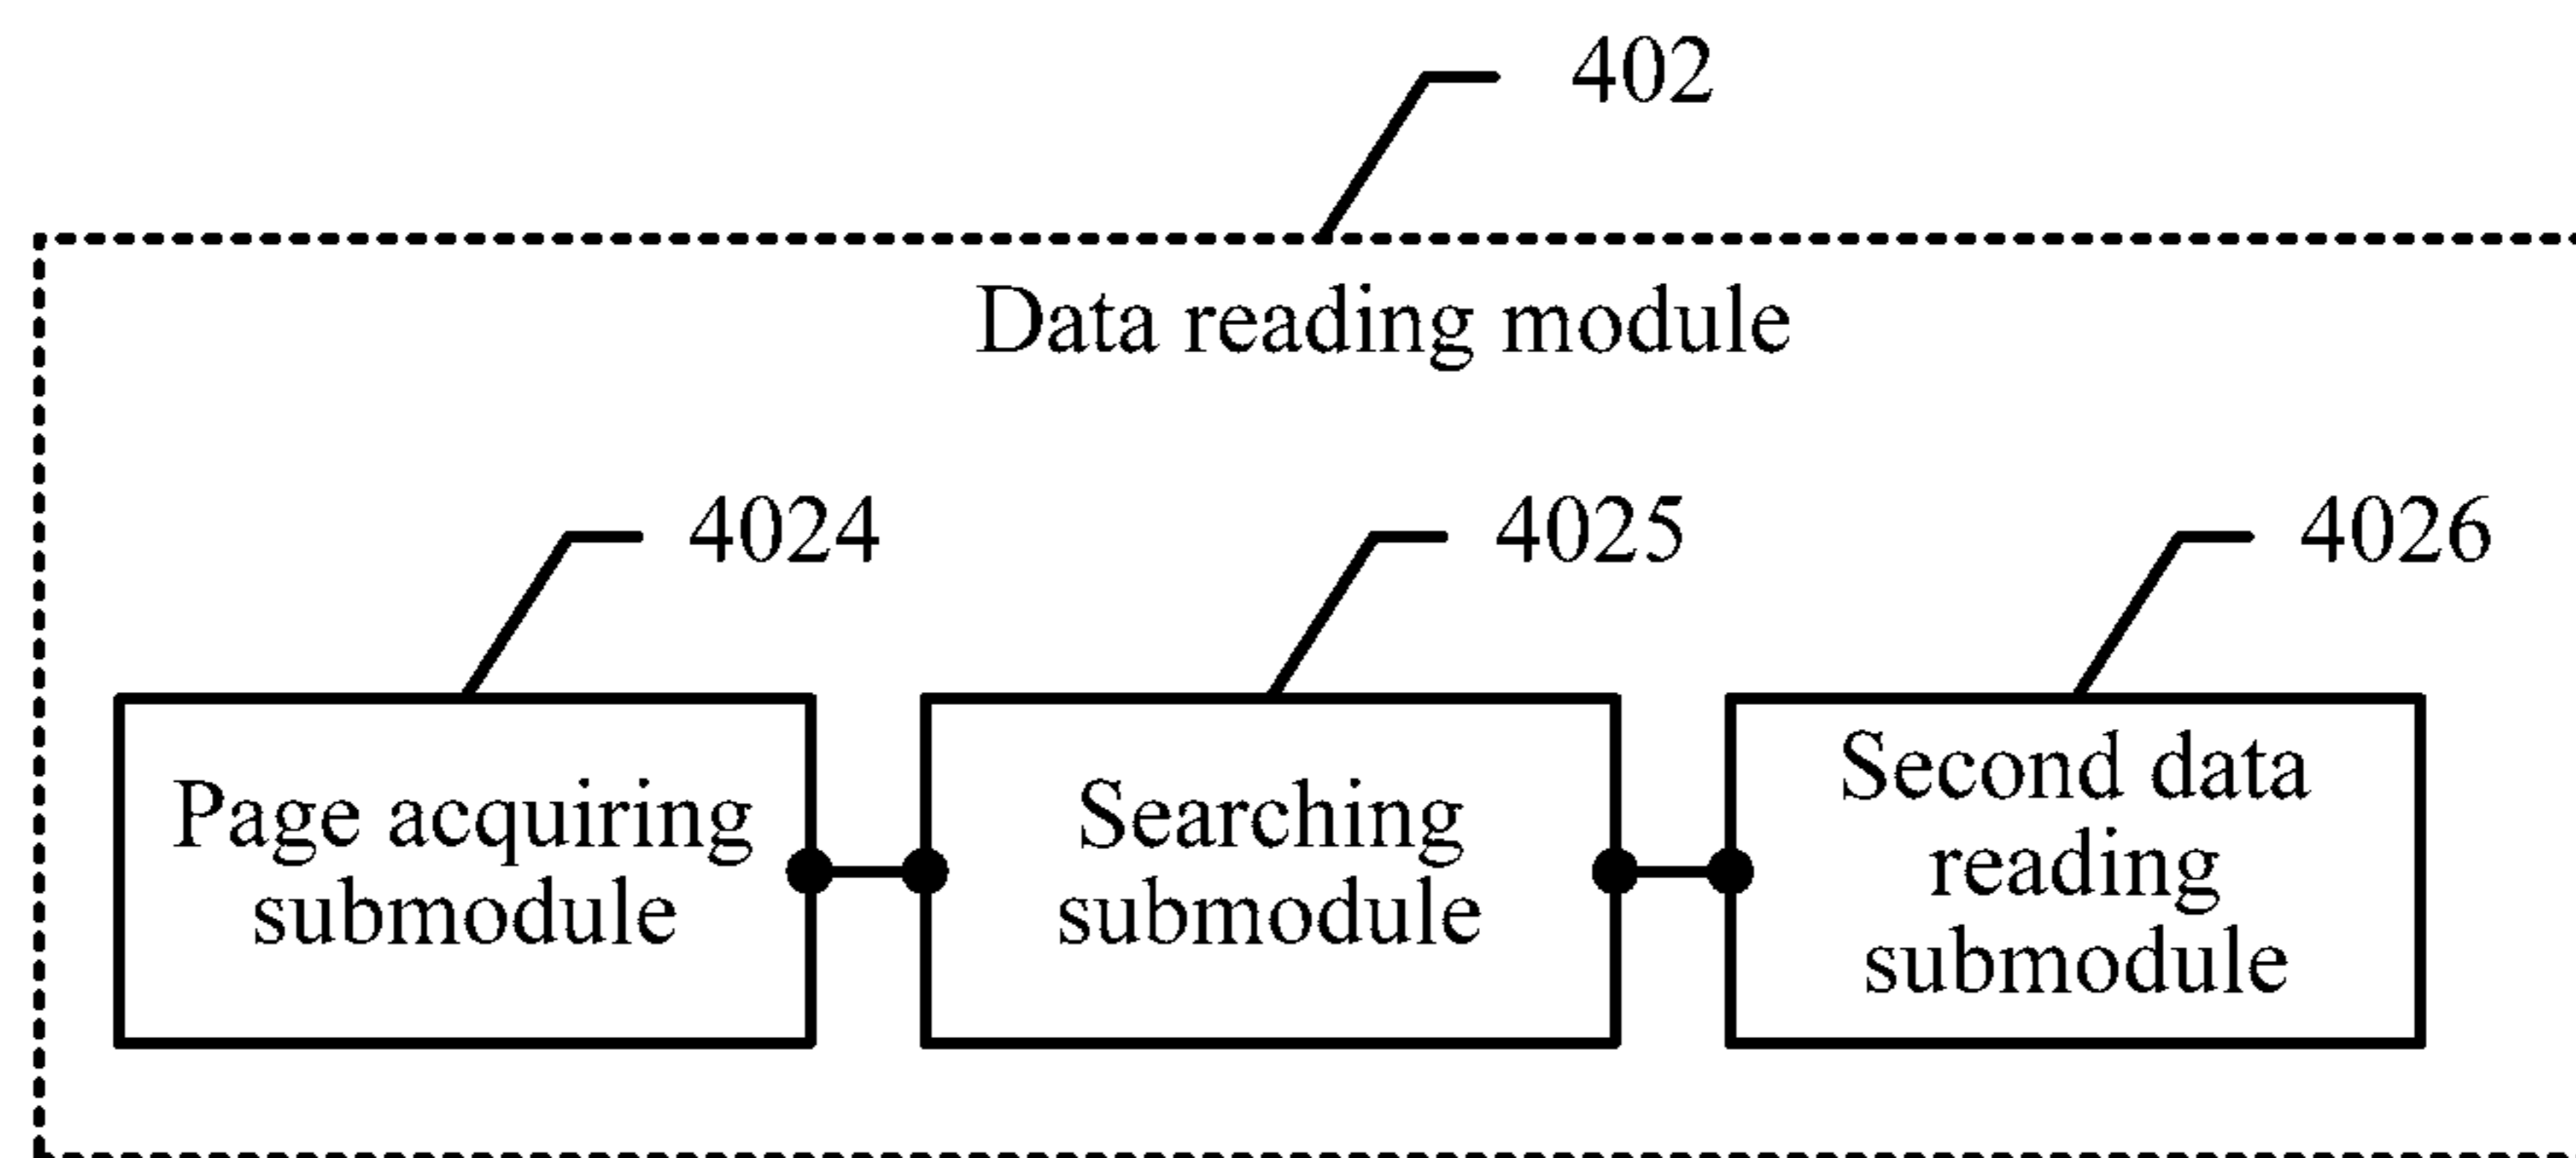 402
Data reading module
4024
4025
4026
Page acquiring
submodule
Searching
submodule
Second data
reading
submodule